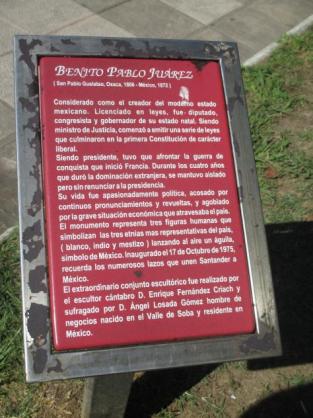 BENITO PABLO JUÁREZ
( San Pablo Guelatao, Oxaca, 1806 - México, 1872 )
Considerado como el creador del moderno estado
mexicano. Licenciado en leyes, fue diputado,
congresista y gobernador de su estado natal. Siendo
ministro de Justicia, comenzó a emitir una serie de leyes
que culminaron en la primera Constitución de carácter
liberal.
Siendo presidente, tuvo que afrontar la guerra de
conquista que inició Francia. Durante los cuatro años
que duró la dominación extranjera, se mantuvo aislado
pero sin renunciar a la presidencia.
Su vida fue apasionadamente política, acosado por
continuos pronunciamientos y revueltas, y agobiado
por la grave situación económica que atravesaba el país.
El monumento representa tres figuras humanas que
simbolizan las tres etnias mas representativas del país,
( blanco, indio y mestizo ) lanzando al aire un águila,
símbolo de México. Inaugurado el 17 de Octubre de 1975,
recuerda los numerosos lazos que unen Santander a
México.
El extraordinario conjunto escultórico fue realizado por
el escultor cántabro D. Enrique Fernández Criach y
sufragado por D. Ángel Losada Gómez hombre de
negocios nacido en el Valle de Soba y residente en
México.